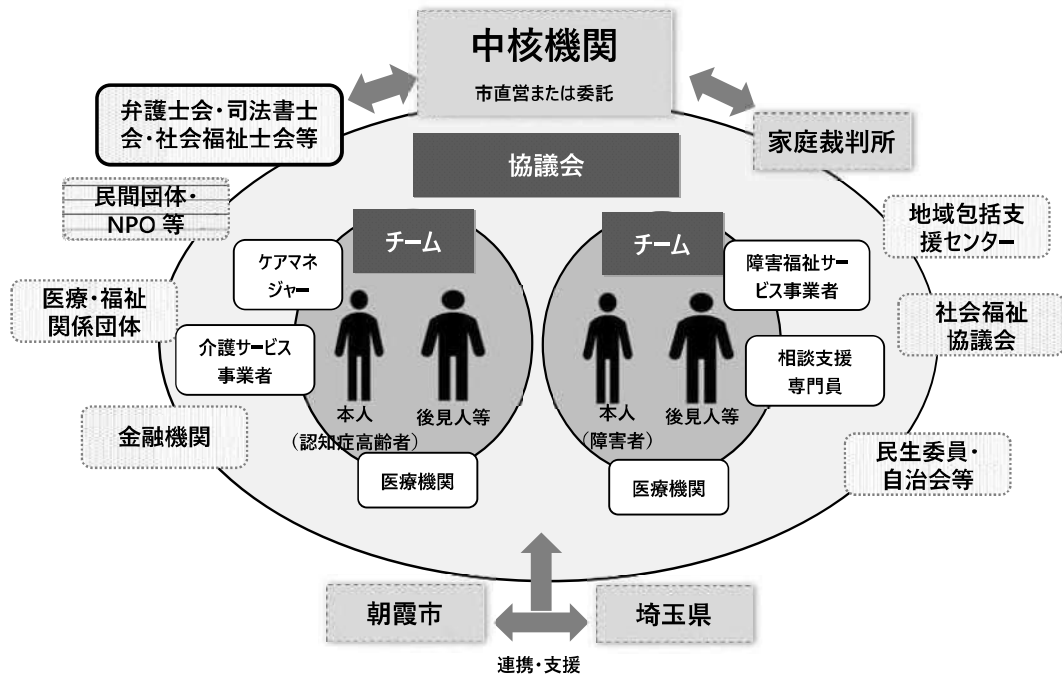 中核機関
市直営または委託
弁護士会・司法書士
会・社会福祉士会等
家庭裁判所
協議会
民間団体・
NPO 等
地域包括支
援センター
チーム
チーム
ケアマネ
ジャー
障害福祉サー
ビス事業者
医療・福祉
関係団体
社会福祉
協議会
介護サービス
事業者
相談支援
専門員
本人
(認知症高齢者)
後見人等
本人
(障害者)
後見人等
金融機関
民生委員・
自治会等
医療機関
医療機関
朝霞市
埼玉県
連携・支援